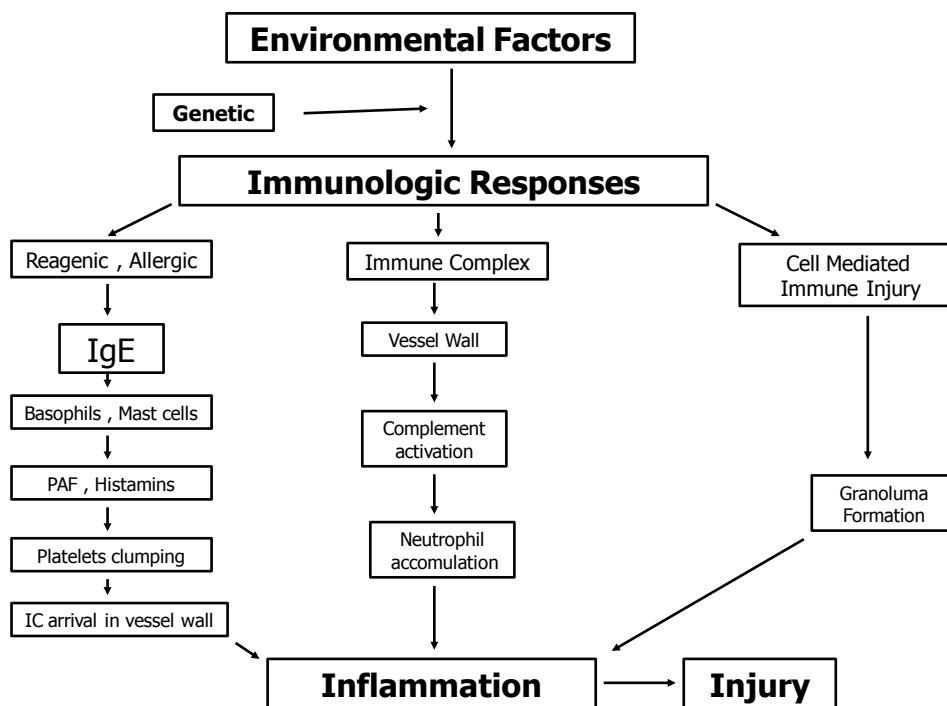 Environmental Factors
Genetic
Immunologic Responses
Reagenic , Allergic
IgE
Basophils , Mast cells
PAF , Histamins
Platelets clumping
IC arrival in vessel wall
Immune Complex
Vessel Wall
Complement
activation
Neutrophil
accomulation
Cell Mediated
Immune Injury
Granoluma
Formation
Inflammation
Injury